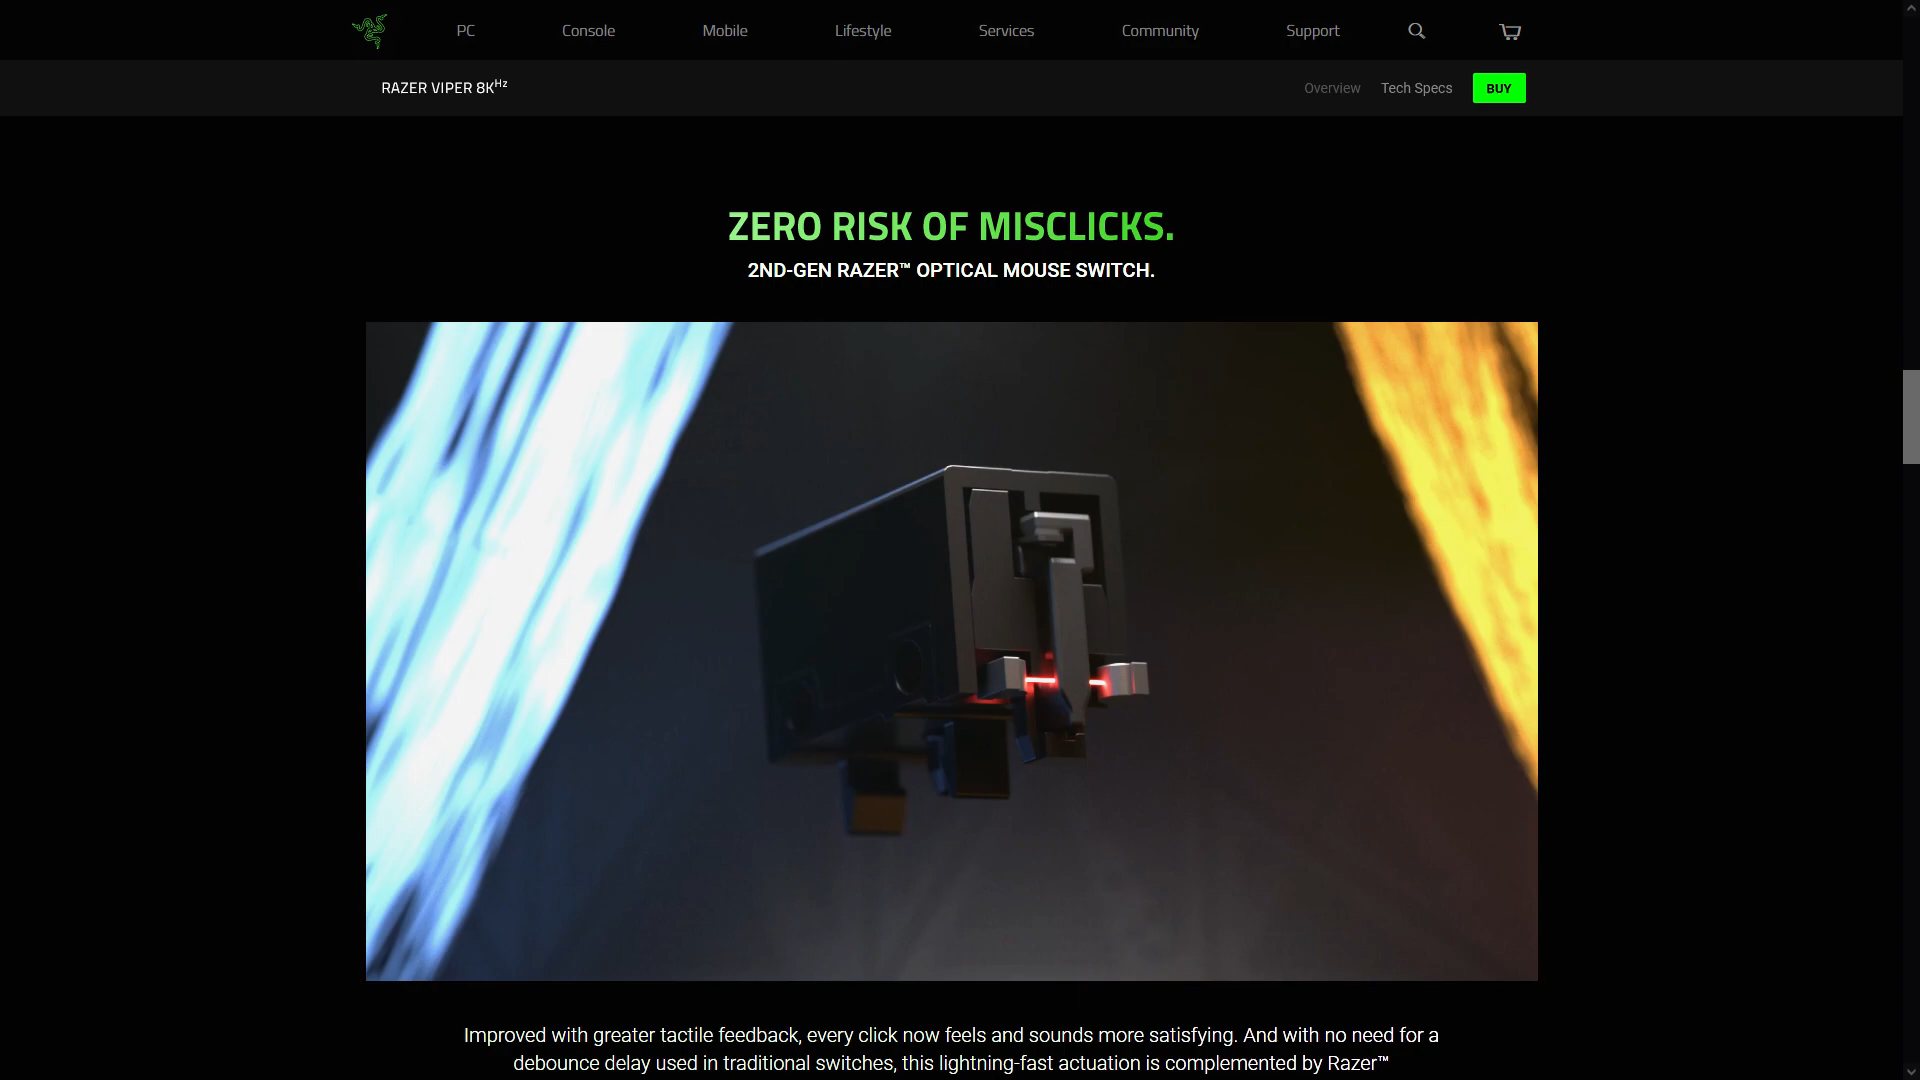 PC Console Mobile Lifestyle Services Community Support
RAZER VIPER 8KHz
Overview Tech Specs BUY
ZERO RISK OF MISCLICKS.
2ND-GEN RAZER™ OPTICAL MOUSE SWITCH.
Improved with greater tactile feedback, every click now feels and sounds more satisfying. And with no need for a
debounce delay used in traditional switches, this lightning-fast actuation is complemented by Razer™